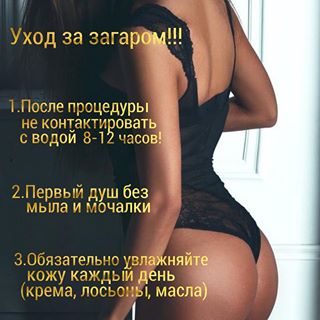 Уход за загаром!!!
1.После процедуры
не контактировать
с водой 8-12 часов!
2.Первый душ без
мыла и мочалки
3.Обязательно увлажняйте
кожу каждый день
(крема, лосьоны, масла)